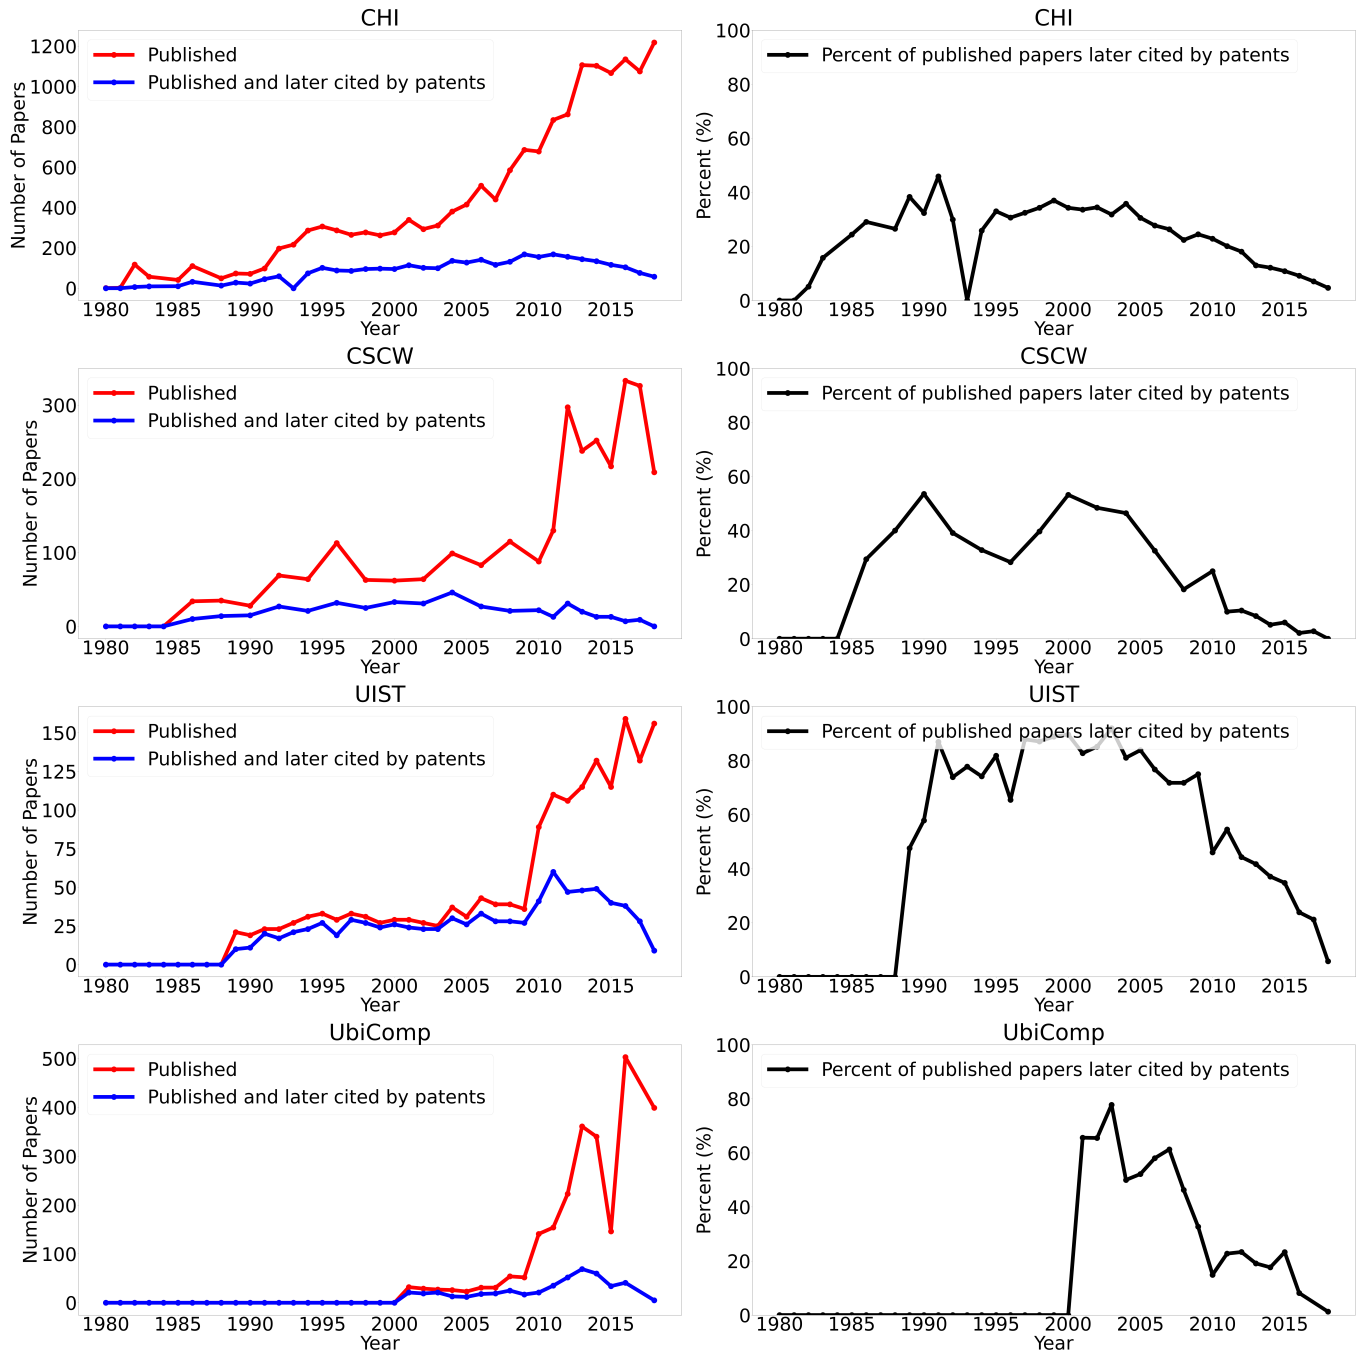 CHI
Number of Papers
1200
1000
800
600
400
200
0
Published
Published and later cited by patents
1980 1985 1990 1995 2000 2005 2010 2015
Year
CHI
Percent (%)
100
80
60
40
20
0
Percent of published papers later cited by patents
1980 1985 1990 1995 2000 2005 2010 2015
Year
CSCW
Number of Papers
300
200
100
0
Published
Published and later cited by patents
1980 1985 1990 1995 2000 2005 2010 2015
Year
CSCW
Percent (%)
100
80
60
40
20
0
Percent of published papers later cited by patents
1980 1985 1990 1995 2000 2005 2010 2015
Year
UIST
Number of Papers
150
125
100
75
50
25
0
Published
Published and later cited by patents
1980 1985 1990 1995 2000 2005 2010 2015
Year
UIST
Percent (%)
100
80
60
40
20
0
Percent of published papers later cited by patents
1980 1985 1990 1995 2000 2005 2010 2015
Year
UbiComp
Number of Papers
500
400
300
200
100
0
Published
Published and later cited by patents
1980 1985 1990 1995 2000 2005 2010 2015
Year
UbiComp
Percent (%)
100
80
60
40
20
0
Percent of published papers later cited by patents
1980 1985 1990 1995 2000 2005 2010 2015
Year